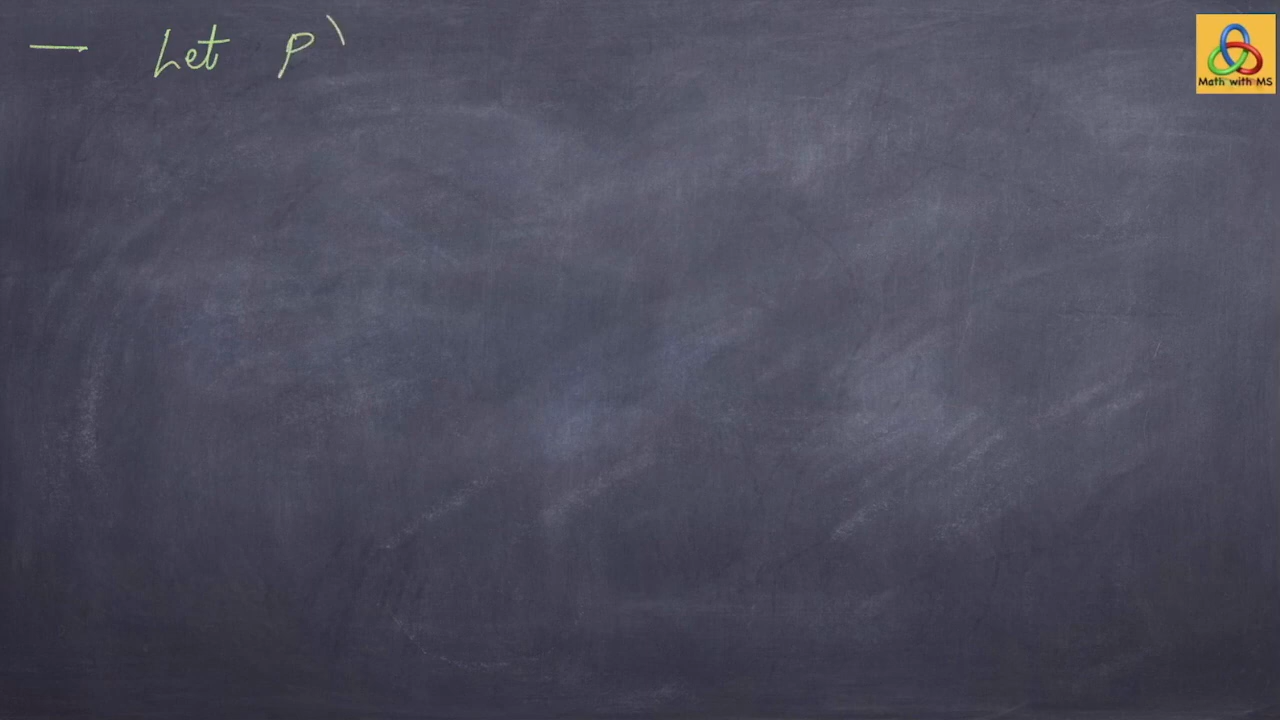 — Let p\
Math with MS